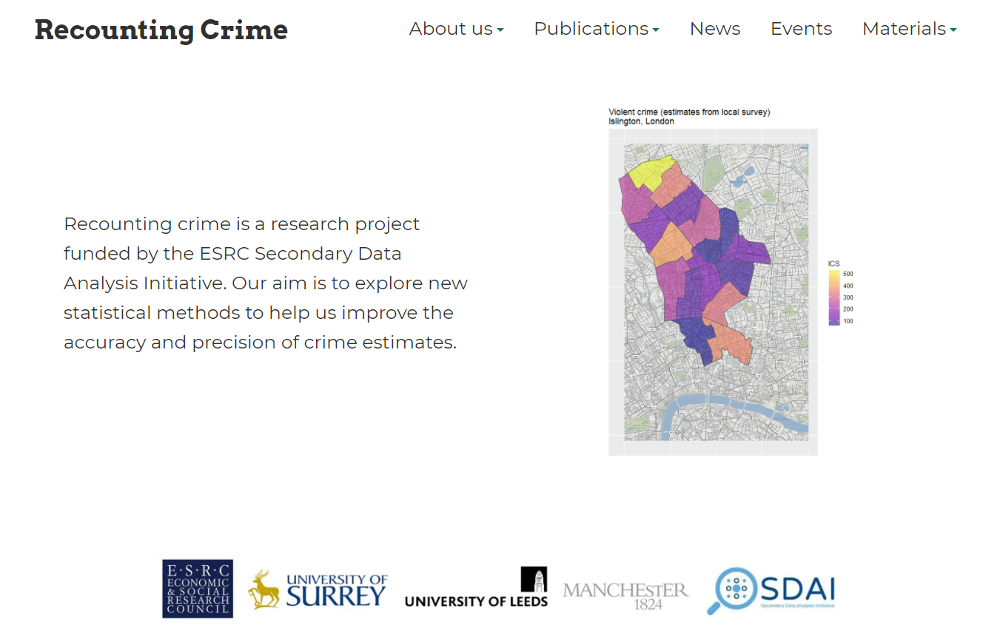 Recounting Crime
About us
Publications
News
Events
Materials
Violent crime (estimates from local survey)
Islington, London
Recounting crime is a research project
funded by the ESRC Secondary Data
Analysis Initiative. Our aim is to explore new
statistical methods to help us improve the
accuracy and precision of crime estimates.
ICS
500
400
300
200
100
E·S·R·C
ECONOMIC
& SOCIAL
RESEARCH
COUNCIL
UNIVERSITY OF
SURREY
UNIVERSITY OF LEEDS
MANCHESTER
1824
SDAI
Secondary Data Analysis Initiative